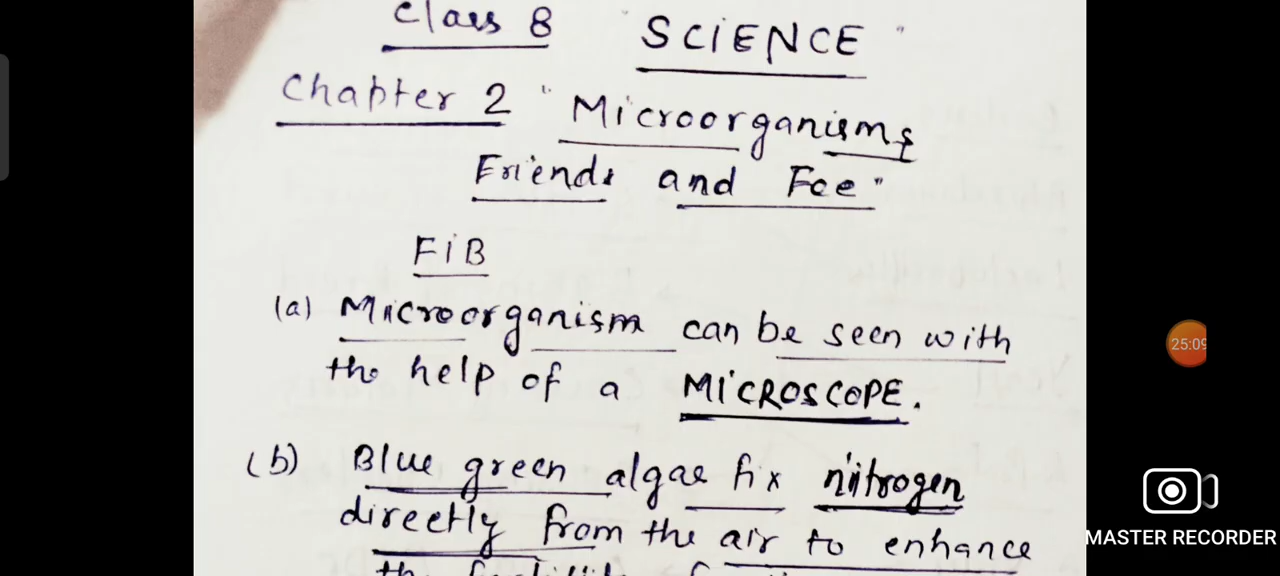 Class 8 SCIENCE "
Chapter 2 " Microorganisms
Friends and Foe "
FiB
(a) Microorganism can be seen with
the help of a MICROSCOPE.
(b) Blue green algae fix nitrogen
directly from the air to enhance
the
25:09
MASTER RECORDER